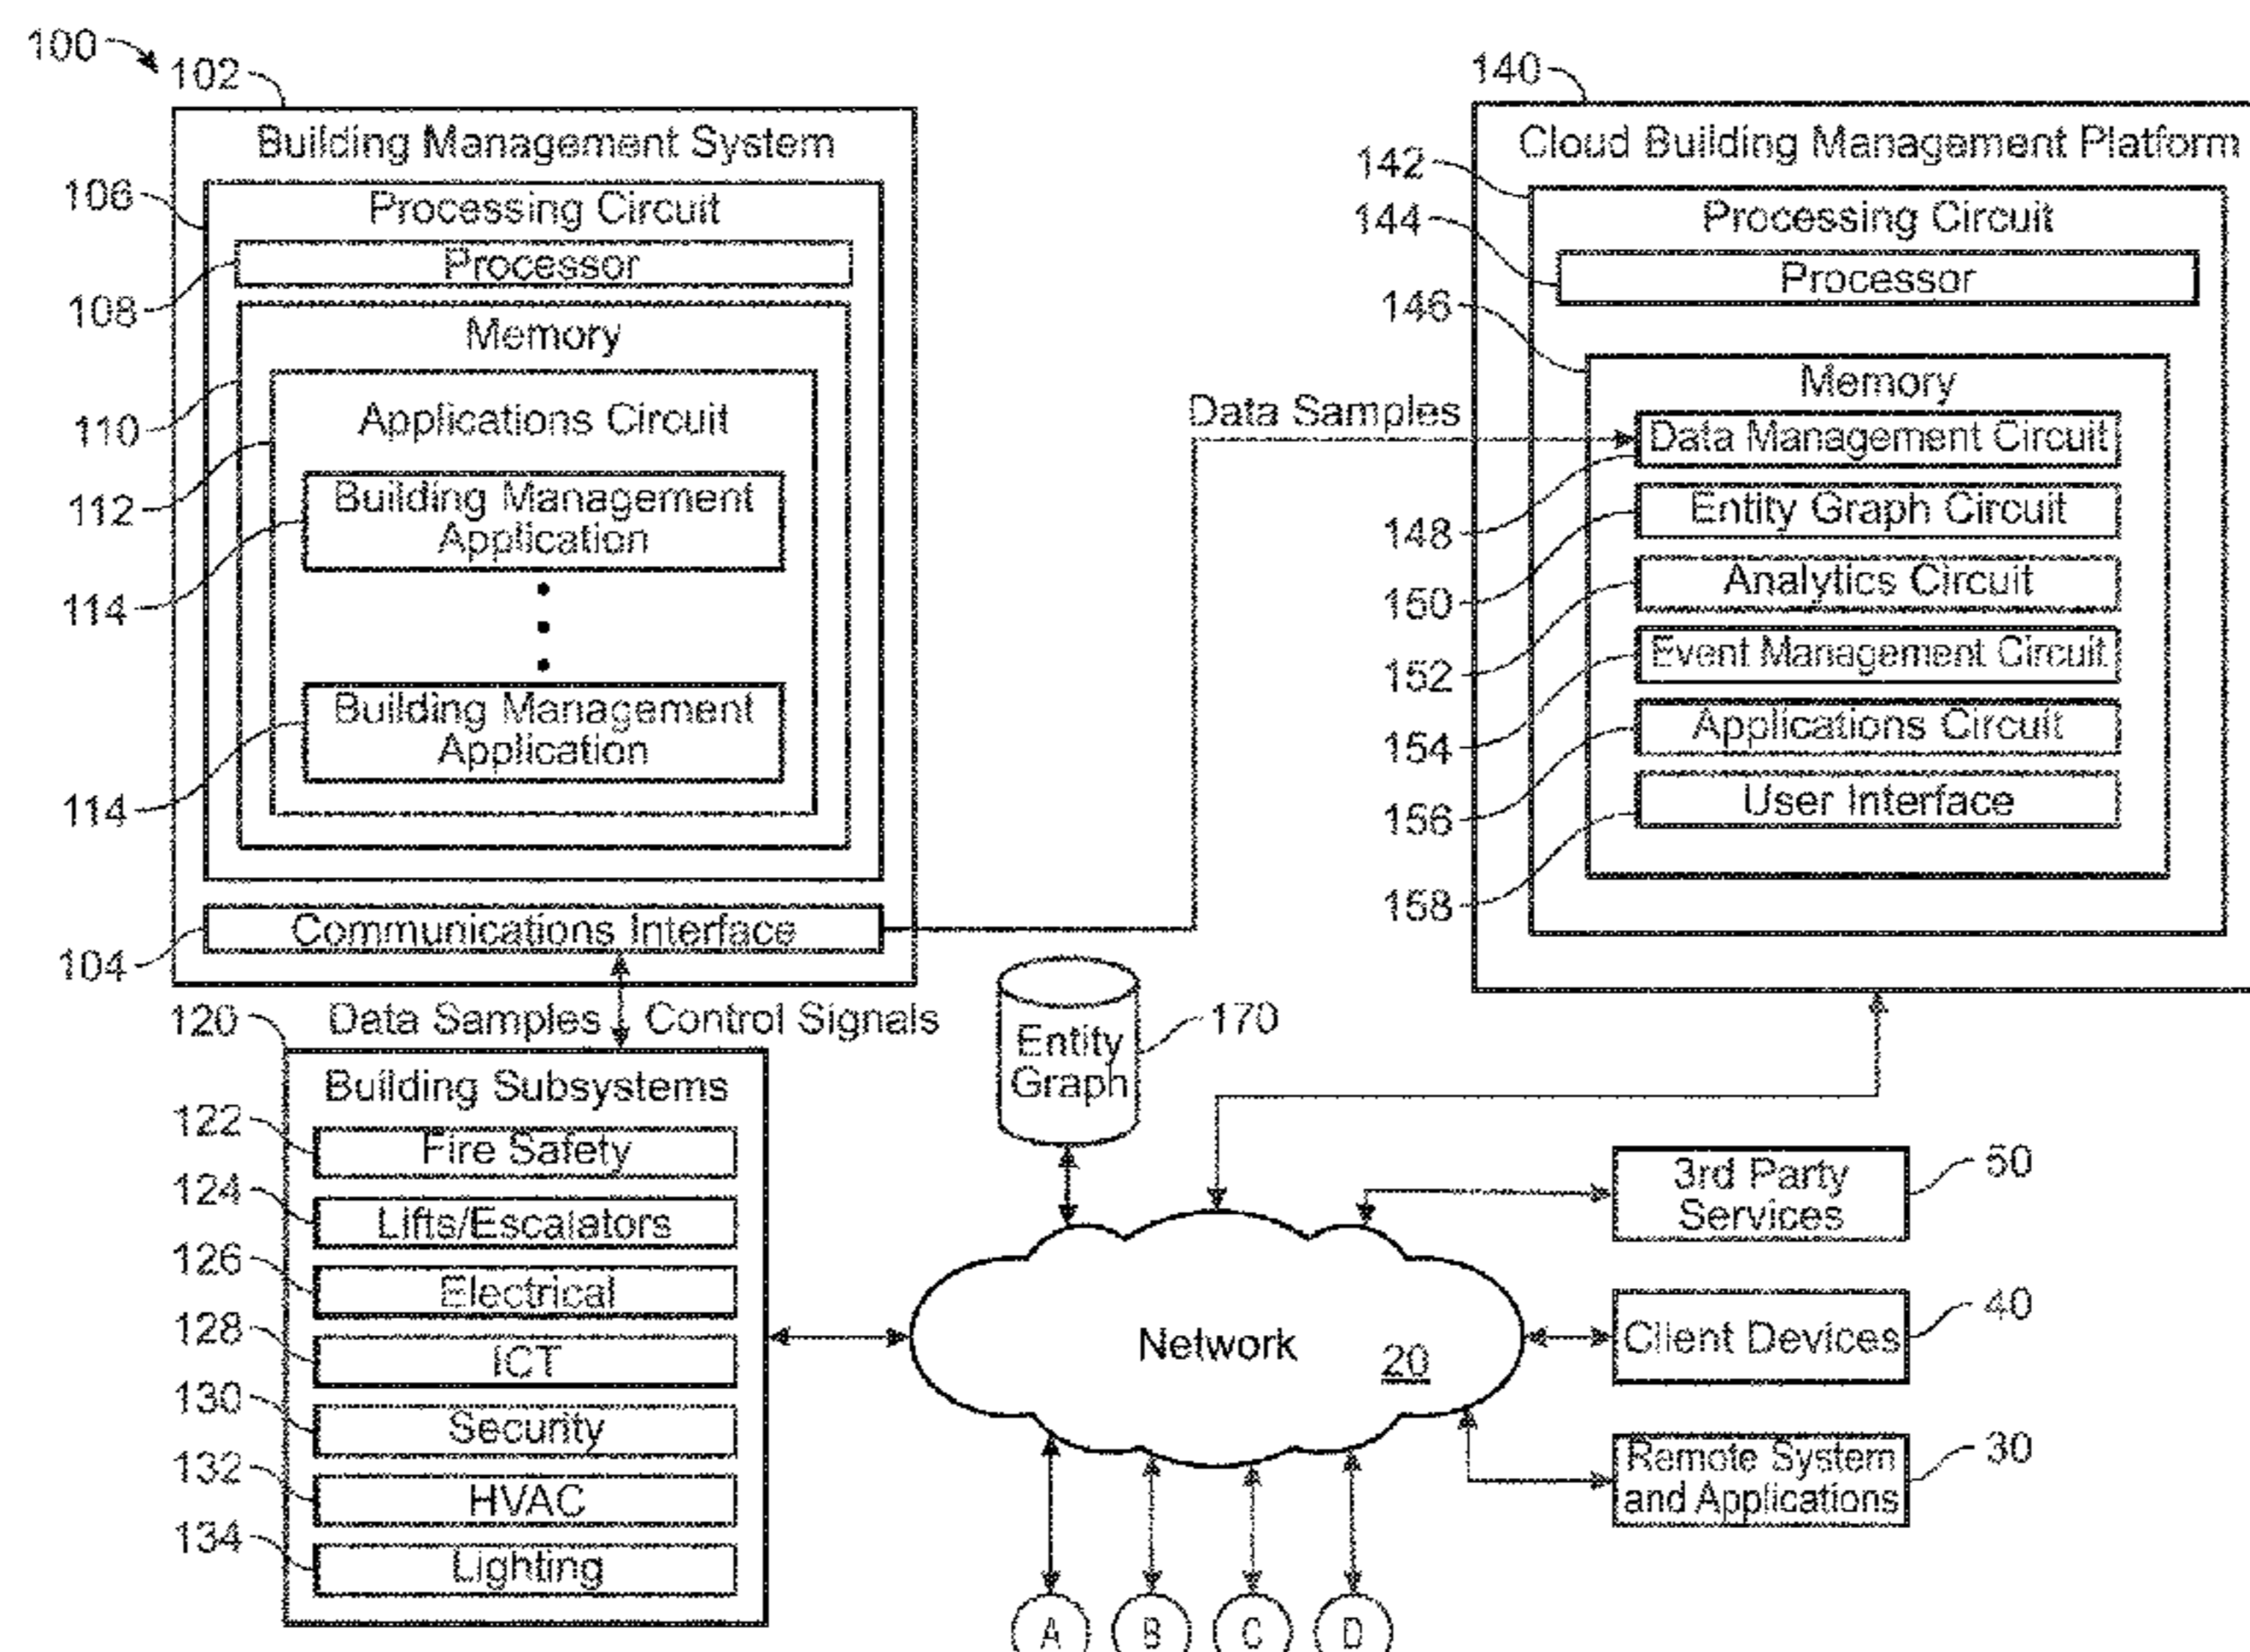 100
102
Building Management System
106
Processing Circuit
Processor
108
Memory
110
Applications Circuit
112
Building Management
Application
114
Building Management
Application
114
Communications Interface
104
Data Samples
140
Cloud Building Management Platform
142
Processing Circuit
144
Processor
146
Memory
Data Management Circuit
148
Entity Graph Circuit
150
Analytics Circuit
152
Event Management Circuit
154
Applications Circuit
156
User Interface
158
Data Samples
Control Signals
120
Building Subsystems
122
Fire Safety
124
Lifts/Escalators
126
Electrical
128
ICT
130
Security
132
HVAC
134
Lighting
Entity
Graph
170
Network
20
3rd Party
Services
50
Client Devices
40
Remote System
and Applications
30
A
B
C
D